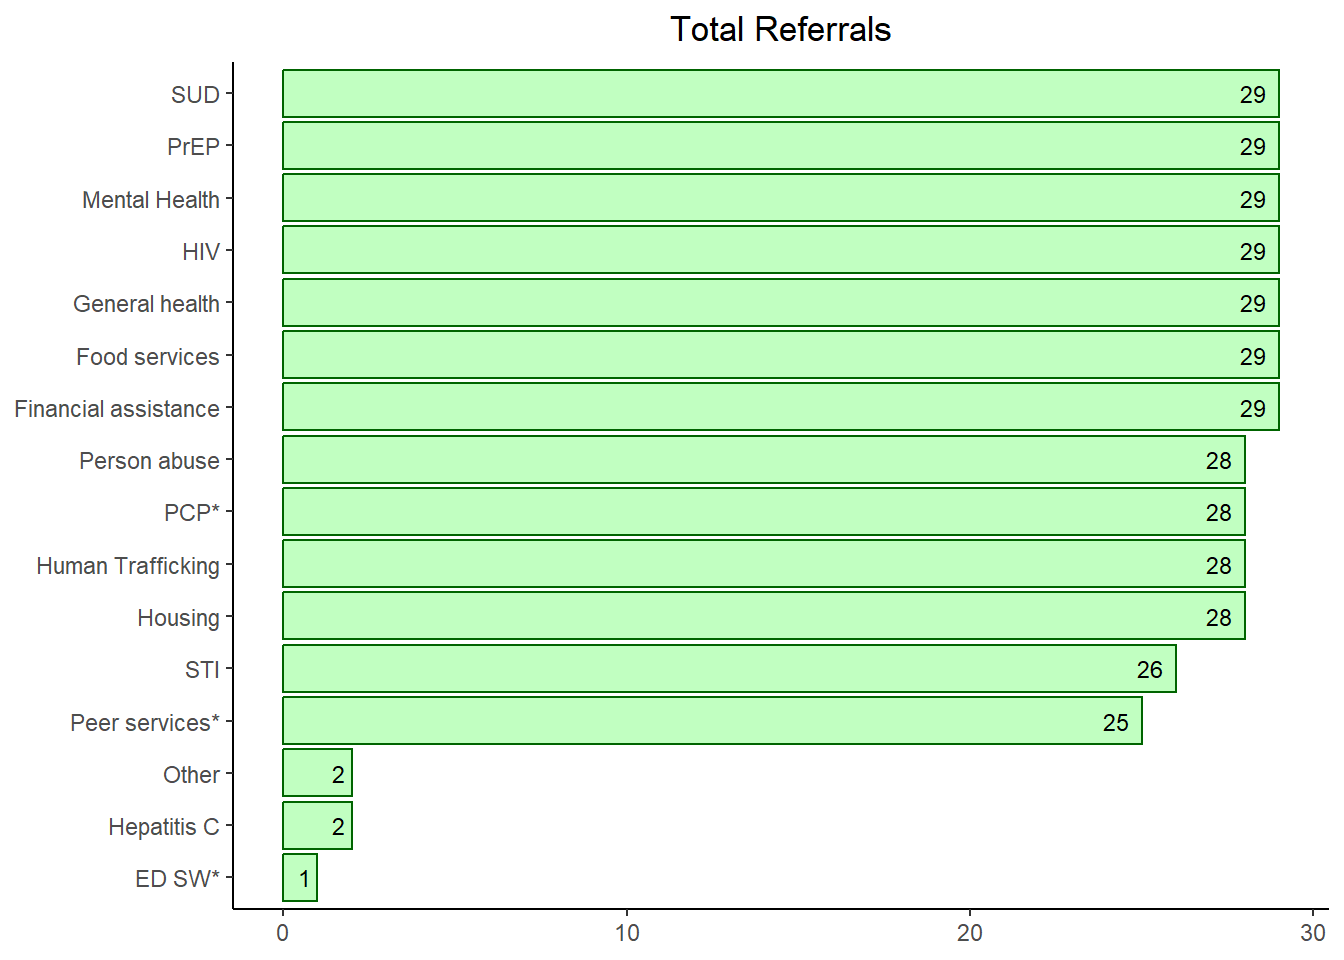 Total Referrals
SUD 29
PrEP 29
Mental Health 29
HIV 29
General health 29
Food services 29
Financial assistance 29
Person abuse 28
PCP* 28
Human Trafficking 28
Housing 28
STI 26
Peer services* 25
Other 2
Hepatitis C 2
ED SW* 1
0 10 20 30